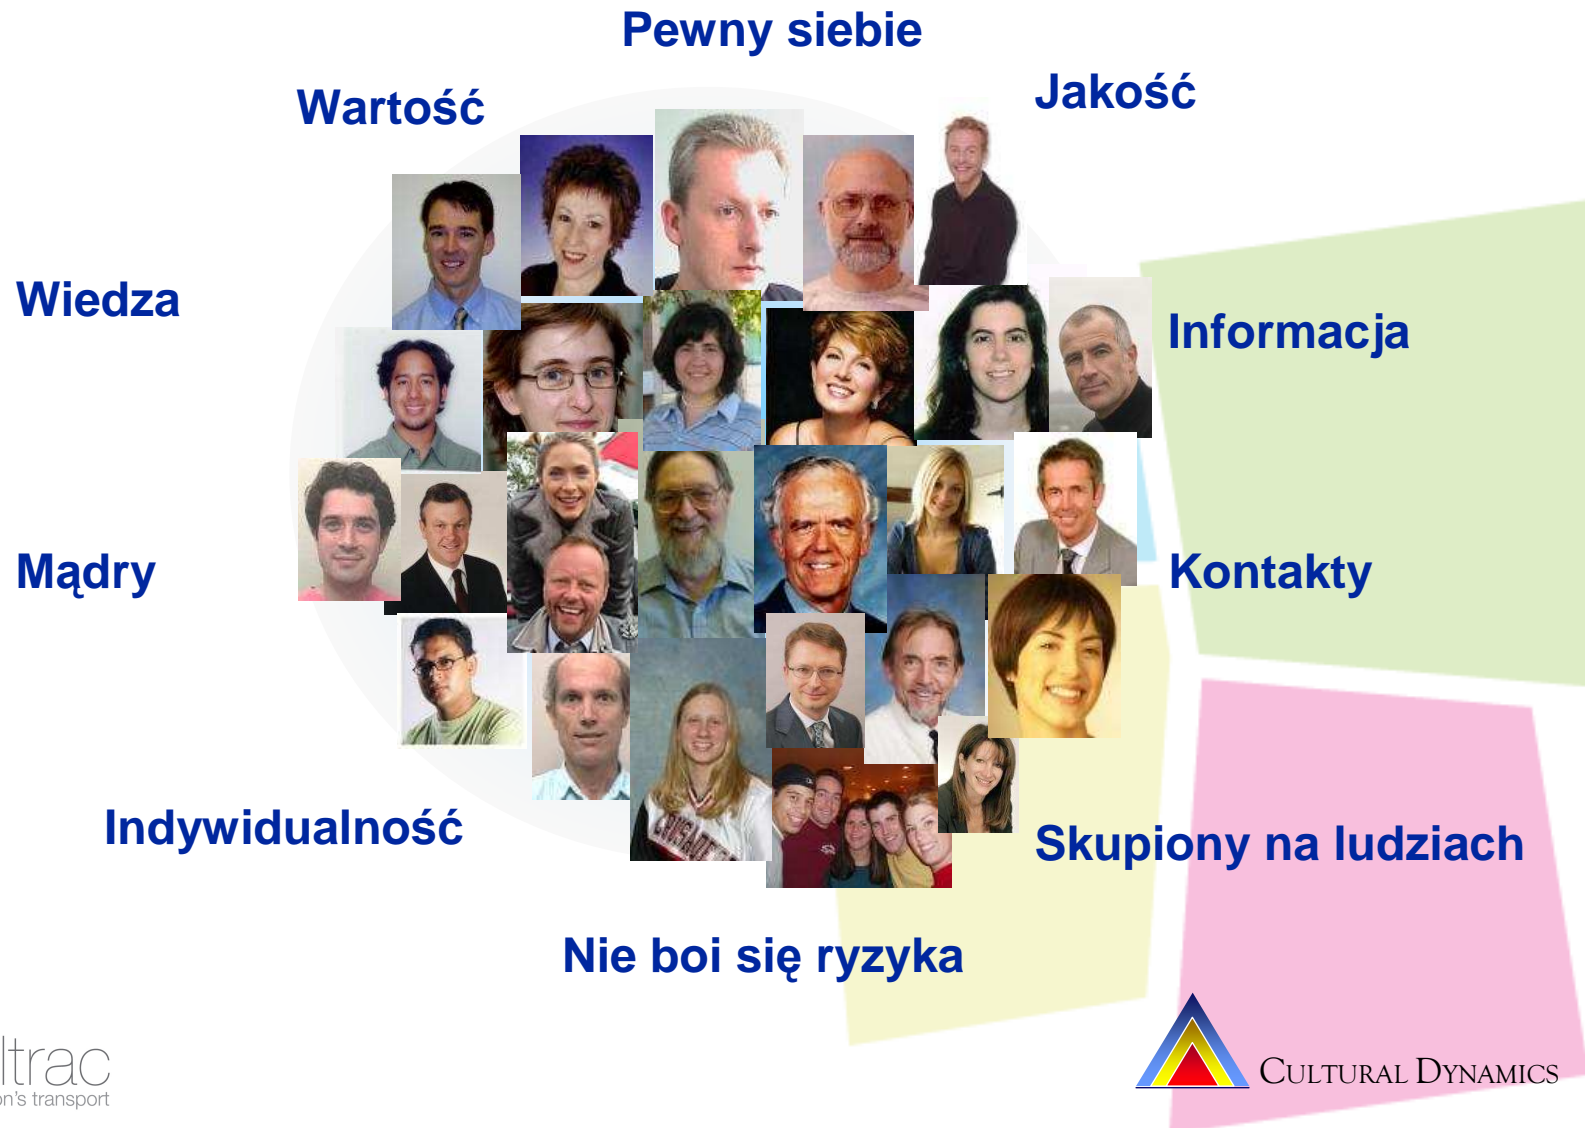 Pewny siebie
Wartość
Jakość
Wiedza
Informacja
Mądry
Kontakty
Indywidualność
Skupiony na ludziach
Nie boi się ryzyka
ltrac
on's transport
CULTURAL DYNAMICS